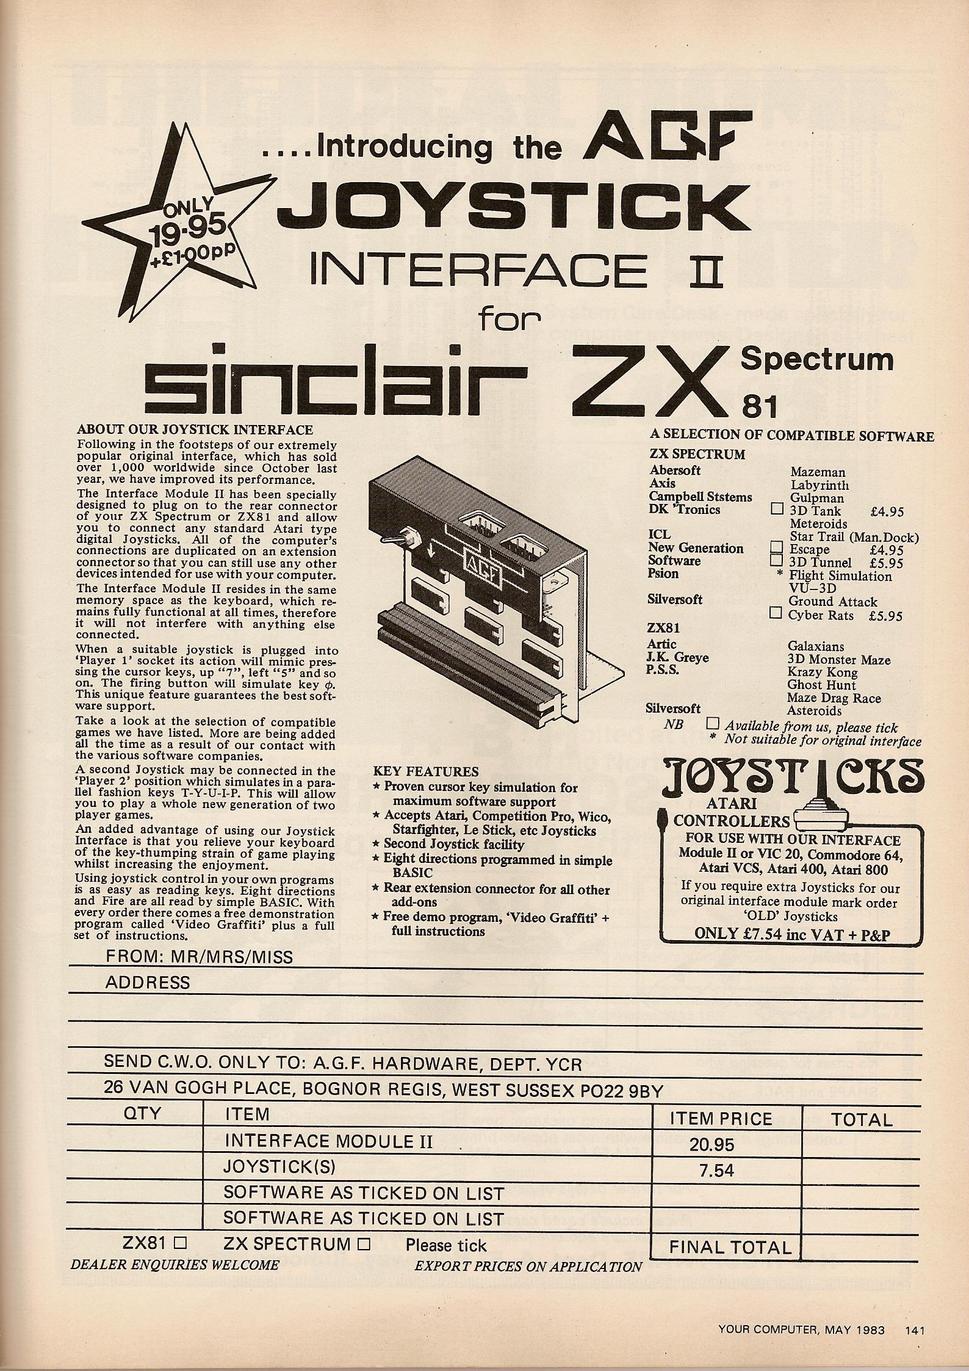 ....Introducing the AGF
JOYSTICK
INTERFACE II
for
sinclair ZX Spectrum
81
ONLY
19·95
+£1·00pp
ABOUT OUR JOYSTICK INTERFACE
Following in the footsteps of our extremely
popular original interface, which has sold
over 1,000 worldwide since October last
year, we have improved its performance.
The Interface Module II has been specially
designed to plug on to the rear connector
of your ZX Spectrum or ZX81 and allow
you to connect any standard Atari type
digital Joysticks. All of the computer's
connections are duplicated on an extension
connector so that you can still use any other
devices intended for use with your computer.
The Interface Module II resides in the same
memory space as the keyboard, which re-
mains fully functional at all times, therefore
it will not interfere with anything else
connected.
When a suitable joystick is plugged into
'Player 1' socket its action will mimic pres-
sing the cursor keys, up "7", left "5" and so
on. The firing button will simulate key ϕ.
This unique feature guarantees the best soft-
ware support.
Take a look at the selection of compatible
games we have listed. More are being added
all the time as a result of our contact with
the various software companies.
A second Joystick may be connected in the
'Player 2' position which simulates in a para-
llel fashion keys T-Y-U-I-P. This will allow
you to play a whole new generation of two
player games.
An added advantage of using our Joystick
Interface is that you relieve your keyboard
of the key-thumping strain of game playing
whilst increasing the enjoyment.
Using joystick control in your own programs
is as easy as reading keys. Eight directions
and Fire are all read by simple BASIC. With
every order there comes a free demonstration
program called 'Video Graffiti' plus a full
set of instructions.
AGF
KEY FEATURES
★ Proven cursor key simulation for
maximum software support
★ Accepts Atari, Competition Pro, Wico,
Starfighter, Le Stick, etc Joysticks
★ Second Joystick facility
★ Eight directions programmed in simple
BASIC
★ Rear extension connector for all other
add-ons
★ Free demo program, 'Video Graffiti' +
full instructions
A SELECTION OF COMPATIBLE SOFTWARE
ZX SPECTRUM
Abersoft Mazeman
Axis Labyrinth
Campbell Ststems Gulpman
DK 'Tronics □ 3D Tank £4.95
Meteroids
ICL Star Trail (Man.Dock)
New Generation □ Escape £4.95
Software □ 3D Tunnel £5.95
Psion * Flight Simulation
VU–3D
Silversoft Ground Attack
□ Cyber Rats £5.95
ZX81
Artic Galaxians
J.K. Greye 3D Monster Maze
P.S.S. Krazy Kong
Ghost Hunt
Maze Drag Race
Silversoft Asteroids
NB □ Available from us, please tick
* Not suitable for original interface
JOYSTICKS
ATARI
CONTROLLERS
FOR USE WITH OUR INTERFACE
Module II or VIC 20, Commodore 64,
Atari VCS, Atari 400, Atari 800
If you require extra Joysticks for our
original interface module mark order
'OLD' Joysticks
ONLY £7.54 inc VAT + P&P
FROM: MR/MRS/MISS
ADDRESS
SEND C.W.O. ONLY TO: A.G.F. HARDWARE, DEPT. YCR
26 VAN GOGH PLACE, BOGNOR REGIS, WEST SUSSEX PO22 9BY
QTY ITEM ITEM PRICE TOTAL
INTERFACE MODULE II 20.95
JOYSTICK(S) 7.54
SOFTWARE AS TICKED ON LIST
SOFTWARE AS TICKED ON LIST
ZX81 □ ZX SPECTRUM □ Please tick FINAL TOTAL
DEALER ENQUIRIES WELCOME EXPORT PRICES ON APPLICATION
YOUR COMPUTER, MAY 1983 141